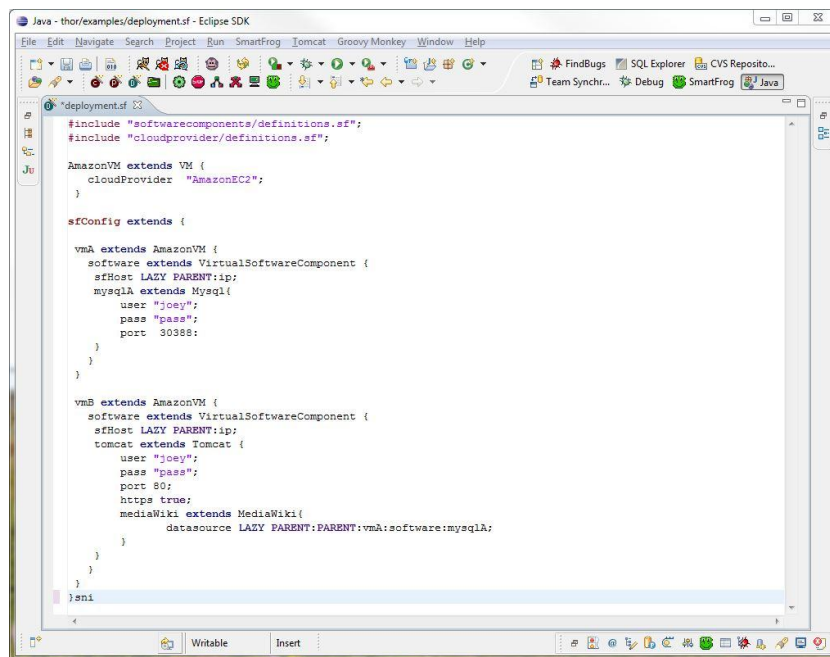 Java - thor/examples/deployment.sf - Eclipse SDK
File Edit Navigate Search Project Run SmartFrog Tomcat Groovy Monkey Window Help
FindBugs SQL Explorer CVS Reposito...
Team Synchr... Debug SmartFrog Java
*deployment.sf
#include "softwarecomponents/definitions.sf";
#include "cloudprovider/definitions.sf";
AmazonVM extends VM {
cloudProvider "AmazonEC2";
}
sfConfig extends {
vmA extends AmazonVM {
software extends VirtualSoftwareComponent {
sfHost LAZY PARENT:ip;
mysqlA extends Mysql{
user "joey";
pass "pass";
port 30388:
}
}
}
vmB extends AmazonVM {
software extends VirtualSoftwareComponent {
sfHost LAZY PARENT:ip;
tomcat extends Tomcat {
user "joey";
pass "pass";
port 80;
https true;
mediaWiki extends MediaWiki{
datasource LAZY PARENT:PARENT:vmA:software:mysqlA;
}
}
}
}
}sni
Writable Insert